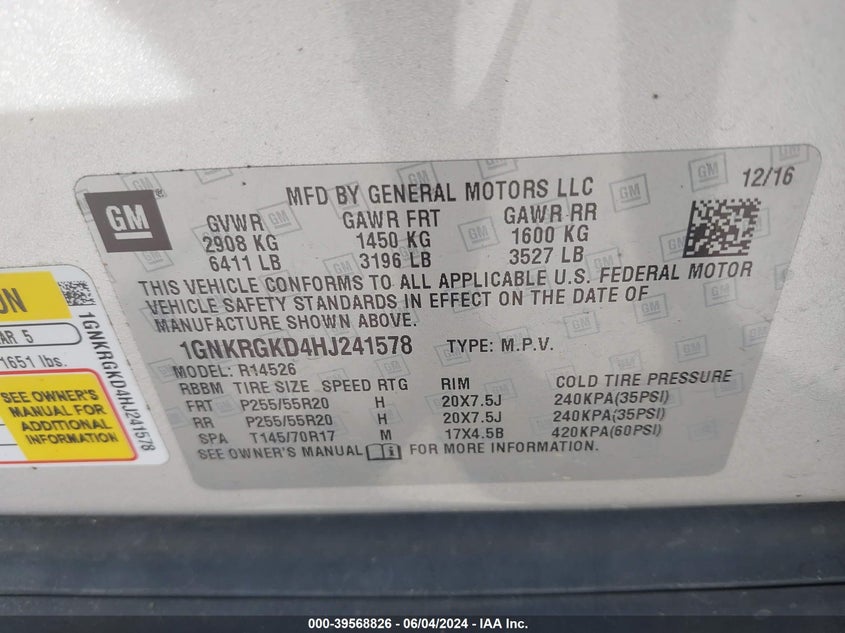 GM
MFD BY GENERAL MOTORS LLC
12/16
GVWR GAWR FRT GAWR RR
2908 KG 1450 KG 1600 KG
6411 LB 3196 LB 3527 LB
THIS VEHICLE CONFORMS TO ALL APPLICABLE U.S. FEDERAL MOTOR
VEHICLE SAFETY STANDARDS IN EFFECT ON THE DATE OF
MANUFACTURE SHOWN ABOVE.
1GNKRGKD4HJ241578 TYPE: M.P.V.
MODEL: R14526
RBBM TIRE SIZE SPEED RTG RIM COLD TIRE PRESSURE
FRT P255/55R20 H 20X7.5J 240KPA(35PSI)
RR P255/55R20 H 20X7.5J 240KPA(35PSI)
SPA T145/70R17 M 17X4.5B 420KPA(60PSI)
SEE OWNER'S MANUAL FOR MORE INFORMATION.
AR 5
1651 lbs.
SEE OWNER'S
MANUAL FOR
ADDITIONAL
INFORMATION
1GNKRGKD4HJ241578
000-39568826 - 06/04/2024 - IAA Inc.